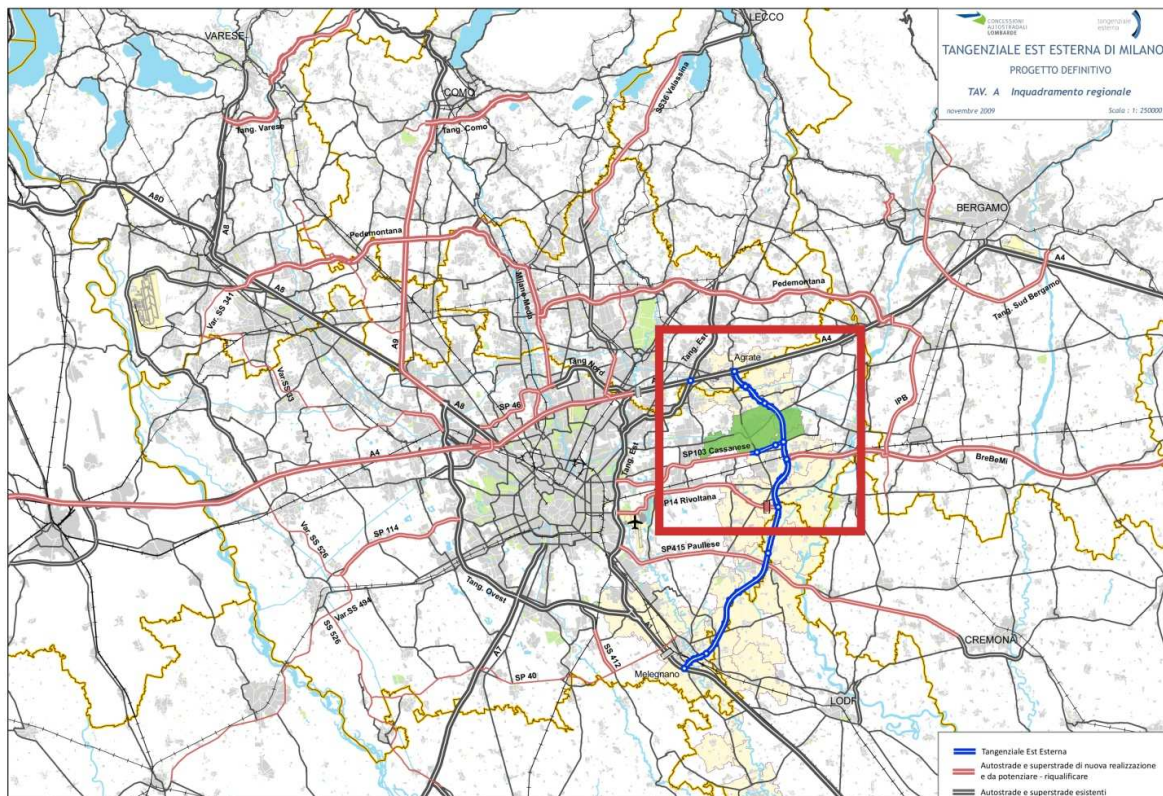 CONCESSIONI
AUTOSTRADALI
LOMBARDE
tangenziale
esterna
TANGENZIALE EST ESTERNA DI MILANO
PROGETTO DEFINITIVO
TAV. A Inquadramento regionale
novembre 2009
Scala : 1: 250000
VARESE
LECCO
COMO
Tang. Varese
Tang. Como
SS36 Valassina
A8D
A8
BERGAMO
Pedemontana
A8
A4
Milano-Meda
Pedemontana
Tang. Sud Bergamo
Var. SS 341
A9
Tang. Est
A4
Agrate
Tang. Nord
Var.SS 33
A8
SP 46
IPB
Tang. Est
SP103 Cassanese
BreBeMi
A4
P14 Rivoltana
SP 114
Var. SS 526
SP415 Paullese
Tang. Ovest
Var.SS 494
SS 526
A1
SS 412
CREMONA
A7
SP 40
Melegnano
LODI
Tangenziale Est Esterna
Autostrade e superstrade di nuova realizzazione
e da potenziare - riqualificare
Autostrade e superstrade esistenti